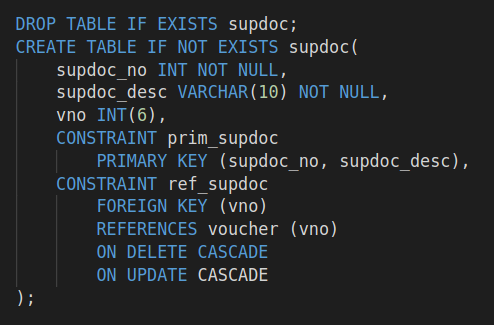 DROP TABLE IF EXISTS supdoc;
CREATE TABLE IF NOT EXISTS supdoc(
    supdoc_no INT NOT NULL,
    supdoc_desc VARCHAR(10) NOT NULL,
    vno INT(6),
    CONSTRAINT prim_supdoc
        PRIMARY KEY (supdoc_no, supdoc_desc),
    CONSTRAINT ref_supdoc
        FOREIGN KEY (vno)
        REFERENCES voucher (vno)
        ON DELETE CASCADE
        ON UPDATE CASCADE
);